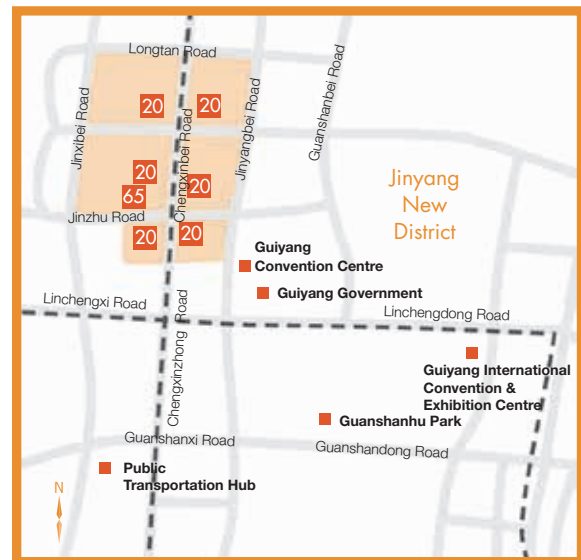 Longtan Road
Jinxibei Road
Chengxinbei Road
Jinyangbei Road
Guanshanbei Road
20
20
20
20
65
Jinzhu Road
20
20
Jinyang
New
District
Guiyang
Convention Centre
Guiyang Government
Linchengxi Road
Linchengdong Road
Chengxinzhong Road
Guiyang International
Convention &
Exhibition Centre
Guanshanhu Park
Guanshanxi Road
Guanshandong Road
Public
Transportation Hub
N